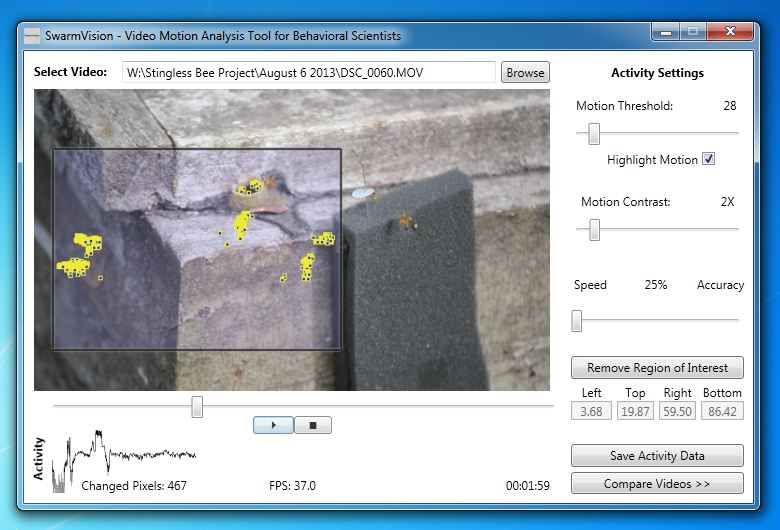 SwarmVision - Video Motion Analysis Tool for Behavioral Scientists
Select Video: W:\Stingless Bee Project\August 6 2013\DSC_0060.MOV Browse
Activity Settings
Motion Threshold: 28
Highlight Motion
Motion Contrast: 2X
Speed 25% Accuracy
Remove Region of Interest
Left Top Right Bottom
3.68 19.87 59.50 86.42
Activity
Changed Pixels: 467 FPS: 37.0 00:01:59
Save Activity Data
Compare Videos >>